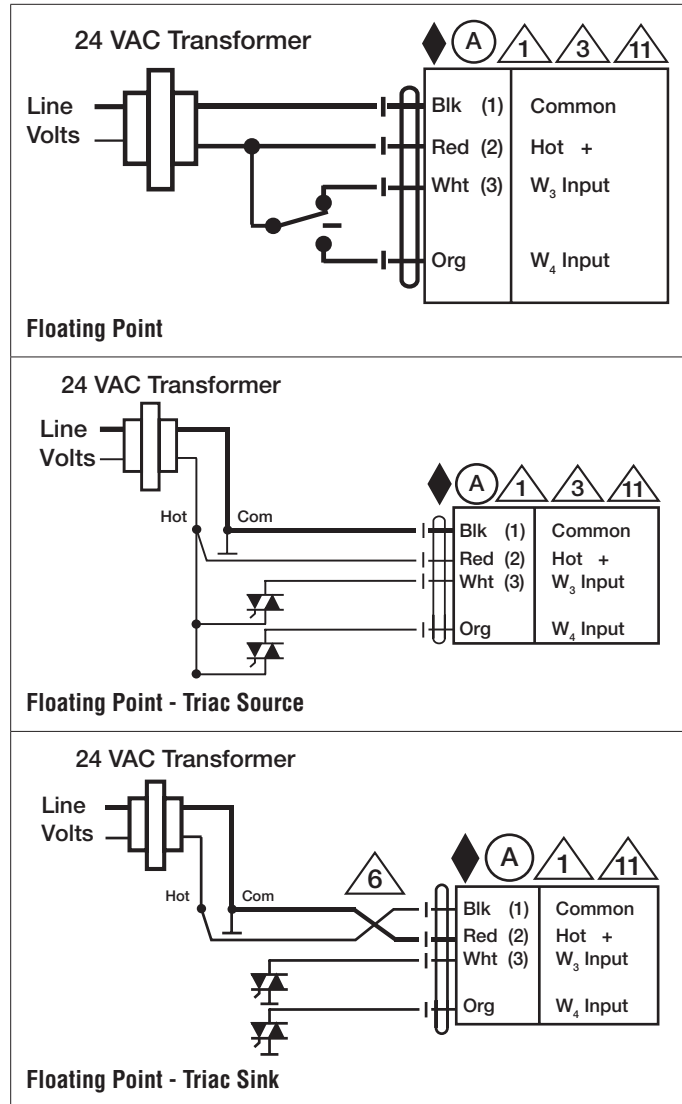 24 VAC Transformer
A 1 3 11
Line
Volts
Blk (1) Common
Red (2) Hot +
Wht (3) W₃ Input
Org W₄ Input
Floating Point
24 VAC Transformer
Line
Volts
A 1 3 11
Hot Com
Blk (1) Common
Red (2) Hot +
Wht (3) W₃ Input
Org W₄ Input
Floating Point - Triac Source
24 VAC Transformer
Line
Volts
A 1 11
6
Hot Com
Blk (1) Common
Red (2) Hot +
Wht (3) W₃ Input
Org W₄ Input
Floating Point - Triac Sink